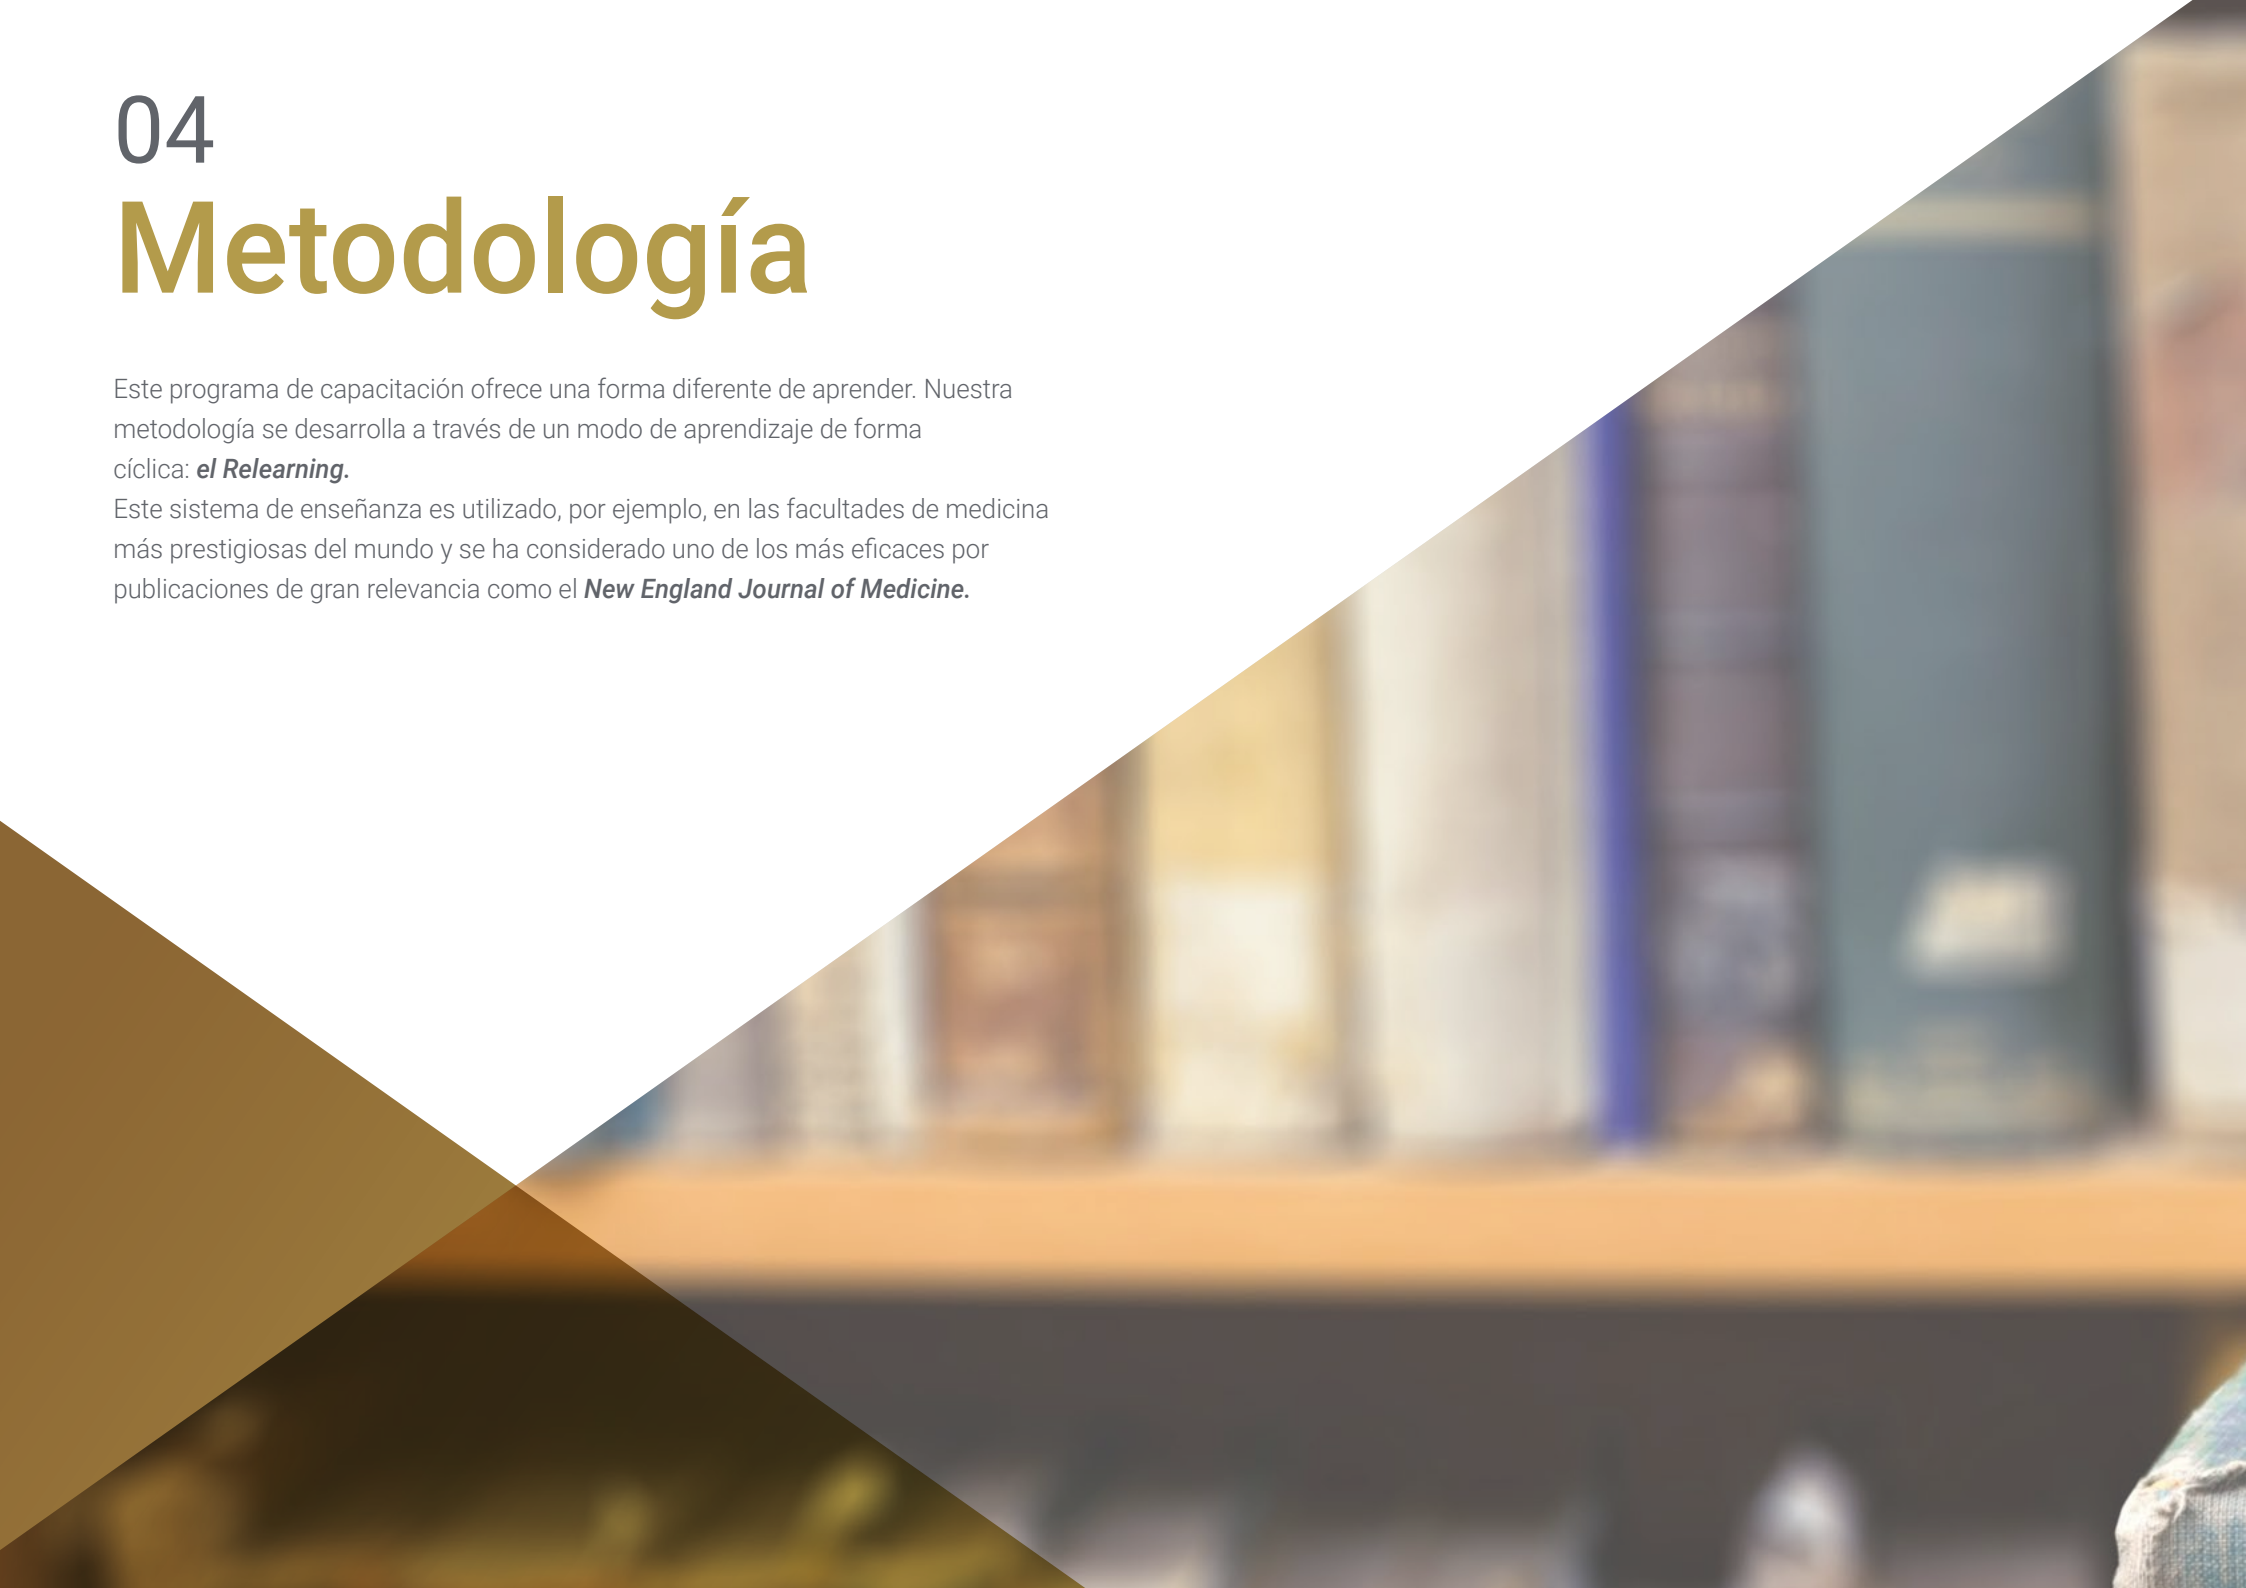 04
Metodología
Este programa de capacitación ofrece una forma diferente de aprender. Nuestra
metodología se desarrolla a través de un modo de aprendizaje de forma
cíclica: el Relearning.
Este sistema de enseñanza es utilizado, por ejemplo, en las facultades de medicina
más prestigiosas del mundo y se ha considerado uno de los más eficaces por
publicaciones de gran relevancia como el New England Journal of Medicine.